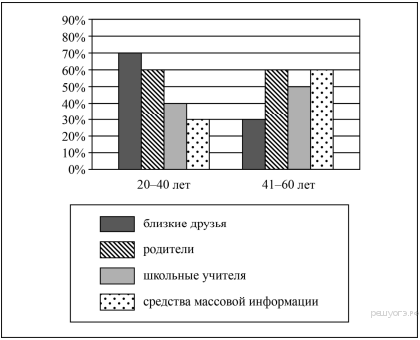 90%
80%
70%
60%
50%
40%
30%
20%
10%
0%
20–40 лет 41–60 лет
близкие друзья
родители
школьные учителя
средства массовой информации
решуогэ.рф